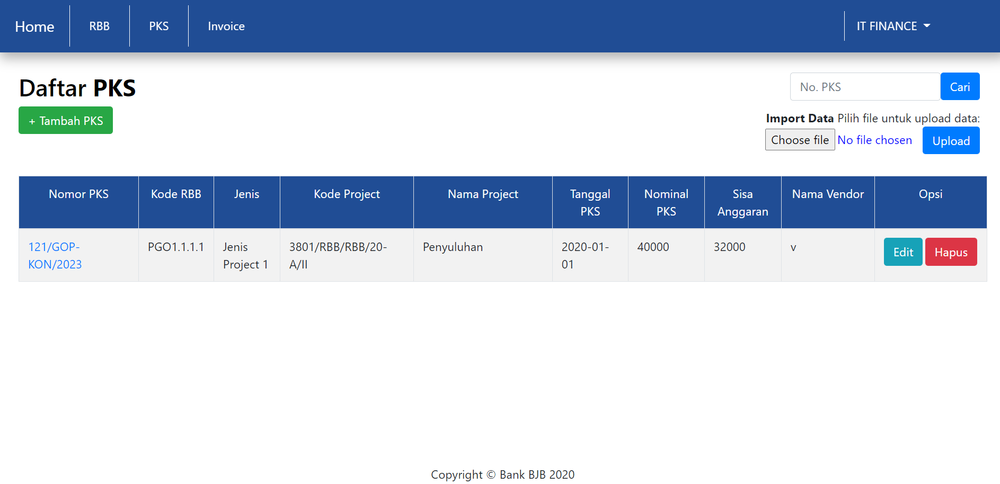 Home RBB PKS Invoice IT FINANCE
Daftar PKS
No. PKS Cari
+ Tambah PKS
Import Data Pilih file untuk upload data:
Choose file No file chosen Upload
Nomor PKS Kode RBB Jenis Kode Project Nama Project Tanggal Nominal Sisa Nama Vendor Opsi
PKS PKS Anggaran
121/GOP- PGO1.1.1.1 Jenis 3801/RBB/RBB/20- Penyuluhan 2020-01- 40000 32000 v Edit Hapus
KON/2023 Project 1 A/II 01
Copyright © Bank BJB 2020